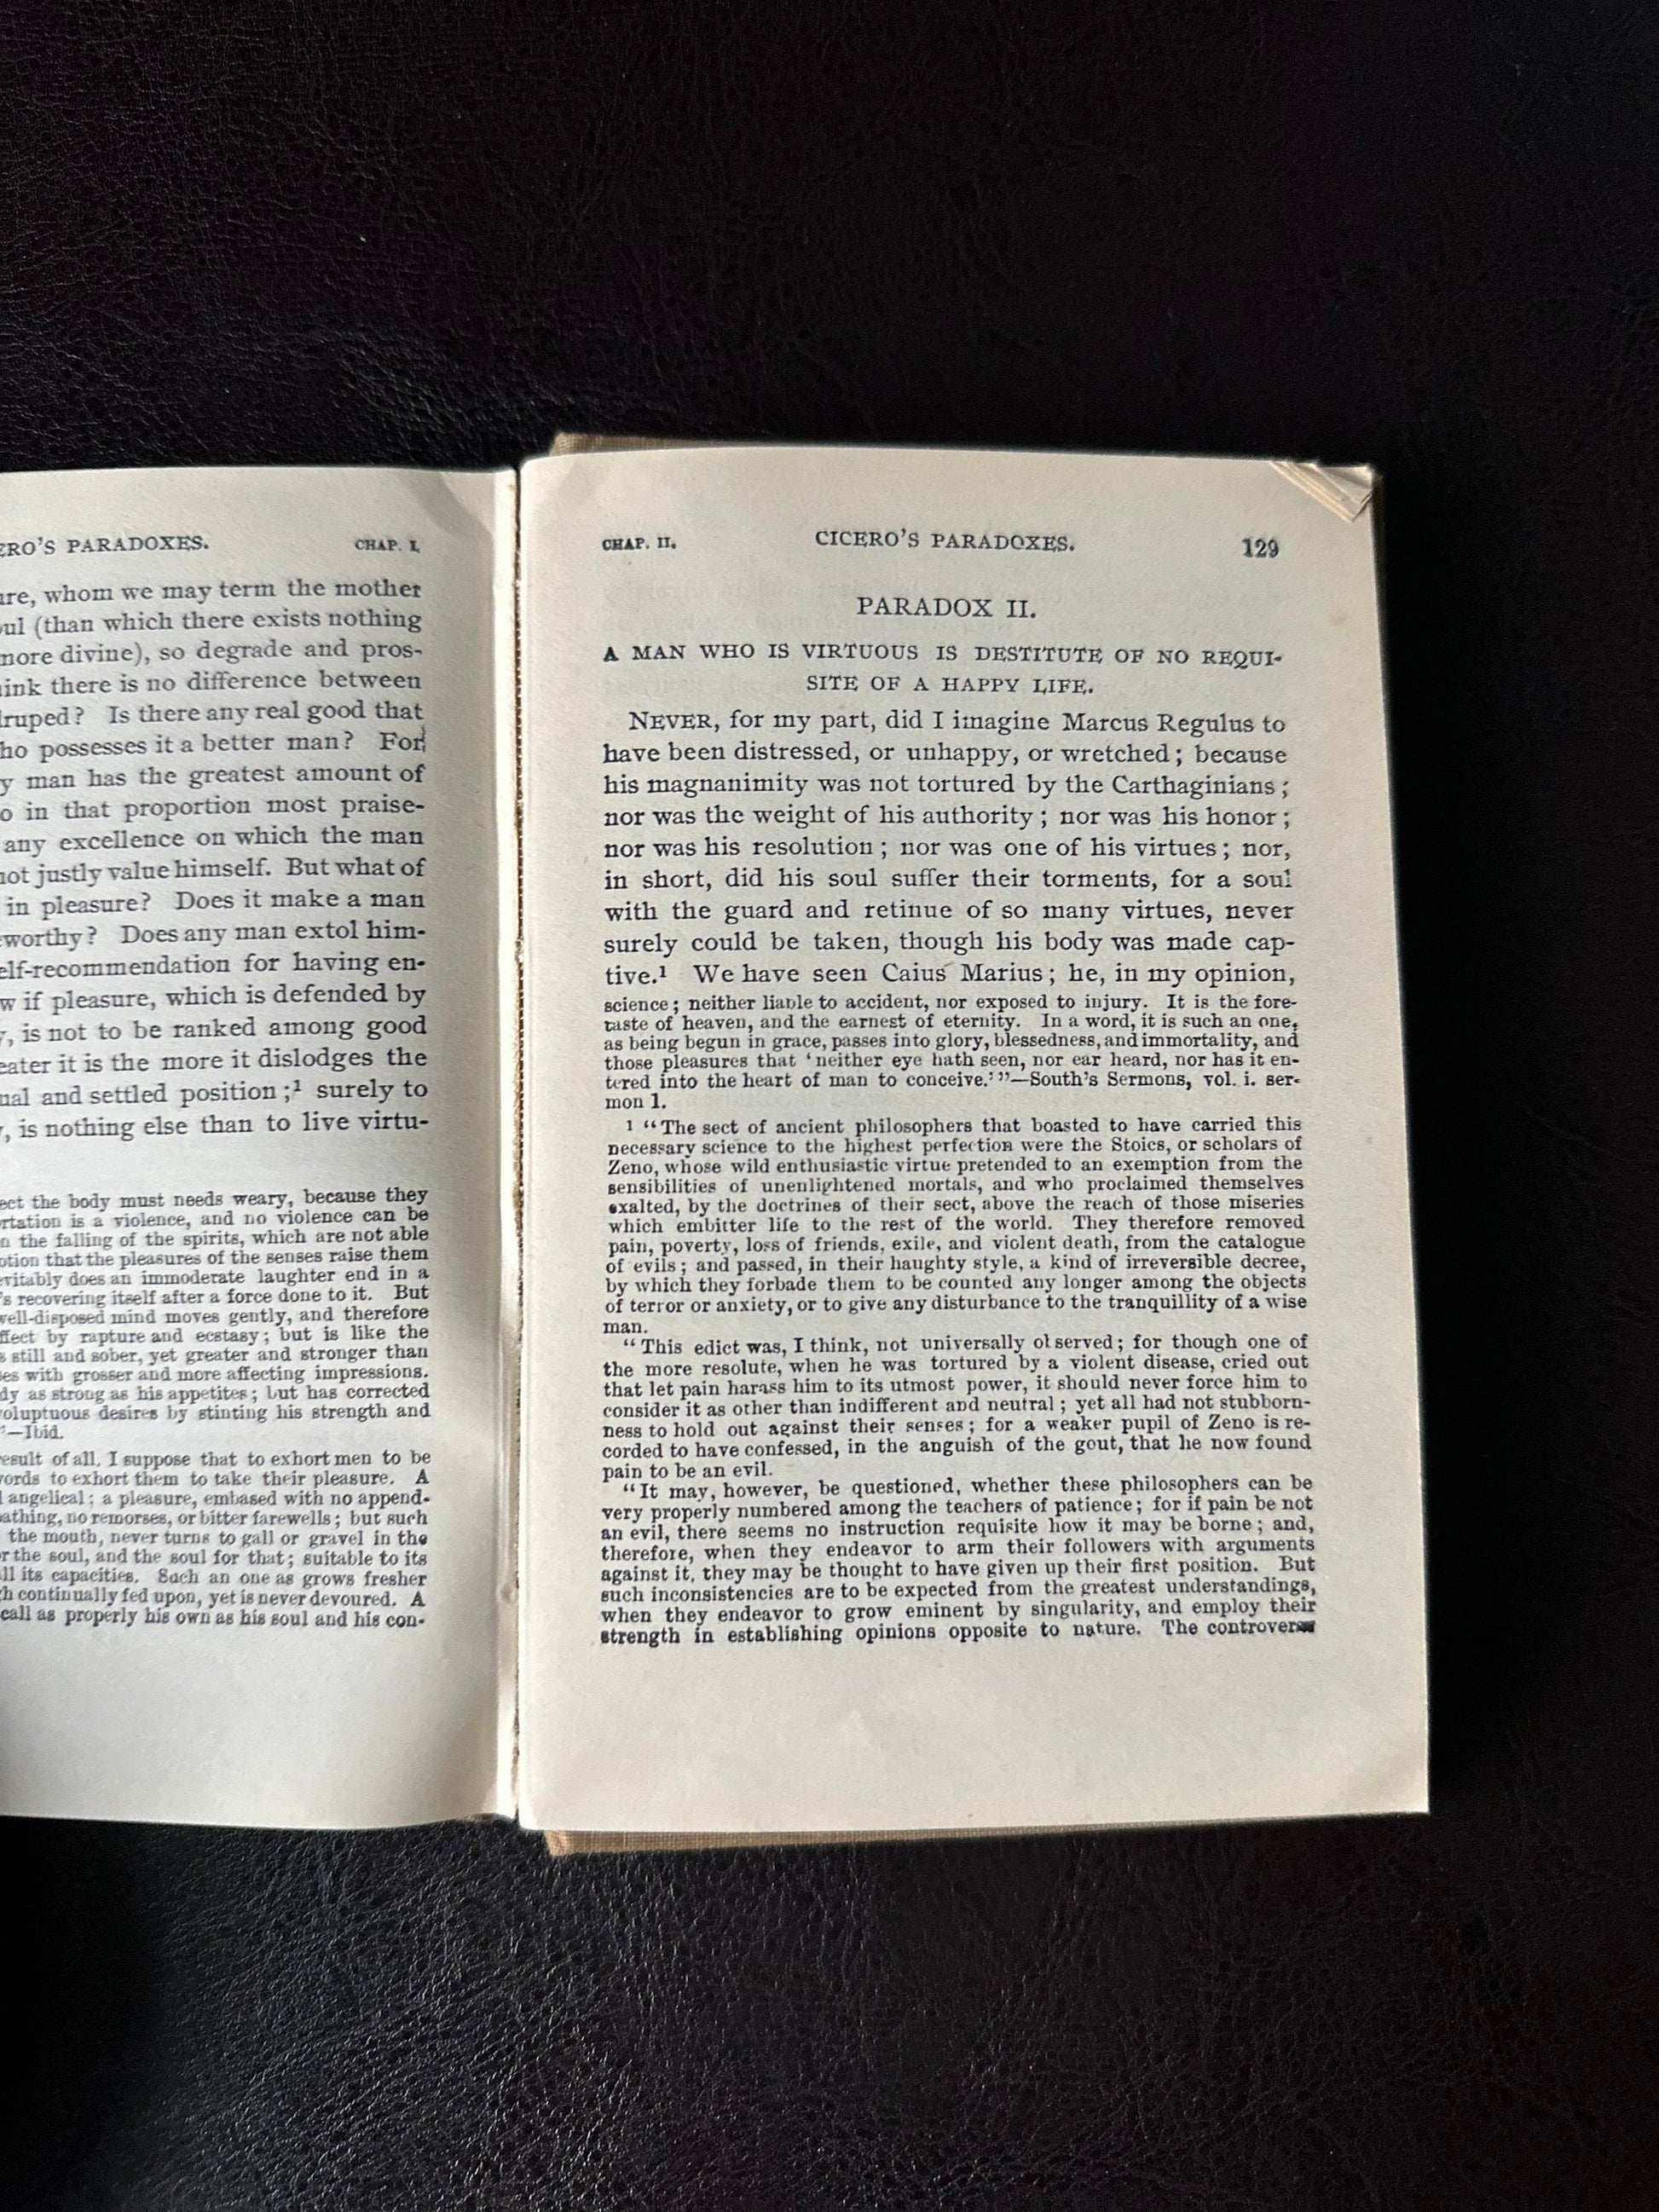 ERO'S PARADOXES. CHAP. I.
whom we may term the mother
(than which there exists nothing
more divine), so degrade and pros-
there is no difference between
Is there any real good that
possesses it a better man? For
man has the greatest amount of
in that proportion most praise-
any excellence on which the man
not justly value himself. But what of
in pleasure? Does it make a man
Does any man extol him-
elf-recommendation for having en-
if pleasure, which is defended by
is not to be ranked among good
it is the more it dislodges the
and settled position;¹ surely to
is nothing else than to live virtu-
the body must needs weary, because they
is a violence, and no violence can be
the falling of the spirits, which are not able
that the pleasures of the senses raise them
does an immoderate laughter end in a
recovering itself after a force done to it. But
well-disposed mind moves gently, and therefore
by rapture and ecstasy; but is like the
still and sober, yet greater and stronger than
with grosser and more affecting impressions.
as strong as his appetites; but has corrected
voluptuous desires by stinting his strength and
—Ibid.
result of all, I suppose that to exhort men to be
to exhort them to take their pleasure. A
angelical; a pleasure, embased with no append-
no remorses, or bitter farewells; but such
the mouth, never turns to gall or gravel in the
the soul, and the soul for that; suitable to its
its capacities. Such an one as grows fresher
continually fed upon, yet is never devoured. A
call as properly his own as his soul and his con-
CHAP. II. CICERO'S PARADOXES. 129
PARADOX II.
A MAN WHO IS VIRTUOUS IS DESTITUTE OF NO REQUI-
SITE OF A HAPPY LIFE.
NEVER, for my part, did I imagine Marcus Regulus to
have been distressed, or unhappy, or wretched; because
his magnanimity was not tortured by the Carthaginians;
nor was the weight of his authority; nor was his honor;
nor was his resolution; nor was one of his virtues; nor,
in short, did his soul suffer their torments, for a soul
with the guard and retinue of so many virtues, never
surely could be taken, though his body was made cap-
tive.¹ We have seen Caius Marius; he, in my opinion,
science; neither liable to accident, nor exposed to injury. It is the fore-
taste of heaven, and the earnest of eternity. In a word, it is such an one,
as being begun in grace, passes into glory, blessedness, and immortality, and
those pleasures that 'neither eye hath seen, nor ear heard, nor has it en-
tered into the heart of man to conceive.'"—South's Sermons, vol. i. ser-
mon 1.
¹ "The sect of ancient philosophers that boasted to have carried this
necessary science to the highest perfection were the Stoics, or scholars of
Zeno, whose wild enthusiastic virtue pretended to an exemption from the
sensibilities of unenlightened mortals, and who proclaimed themselves
exalted, by the doctrines of their sect, above the reach of those miseries
which embitter life to the rest of the world. They therefore removed
pain, poverty, loss of friends, exile, and violent death, from the catalogue
of evils; and passed, in their haughty style, a kind of irreversible decree,
by which they forbade them to be counted any longer among the objects
of terror or anxiety, or to give any disturbance to the tranquillity of a wise
man.
"This edict was, I think, not universally observed; for though one of
the more resolute, when he was tortured by a violent disease, cried out
that let pain harass him to its utmost power, it should never force him to
consider it as other than indifferent and neutral; yet all had not stubborn-
ness to hold out against their senses; for a weaker pupil of Zeno is re-
corded to have confessed, in the anguish of the gout, that he now found
pain to be an evil.
"It may, however, be questioned, whether these philosophers can be
very properly numbered among the teachers of patience; for if pain be not
an evil, there seems no instruction requisite how it may be borne; and,
therefore, when they endeavor to arm their followers with arguments
against it, they may be thought to have given up their first position. But
such inconsistencies are to be expected from the greatest understandings,
when they endeavor to grow eminent by singularity, and employ their
strength in establishing opinions opposite to nature. The